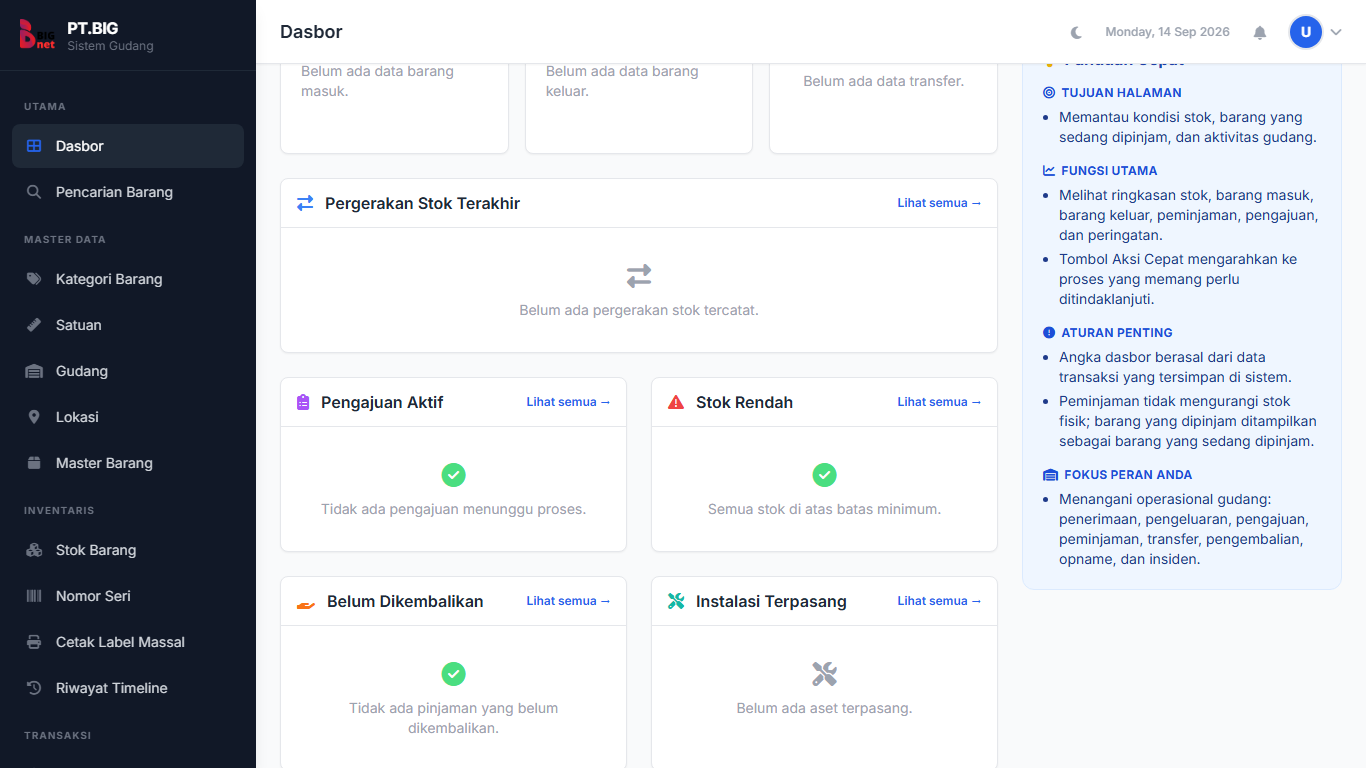 BIG
net
PT.BIG
Sistem Gudang
UTAMA
Dasbor
Pencarian Barang
MASTER DATA
Kategori Barang
Satuan
Gudang
Lokasi
Master Barang
INVENTARIS
Stok Barang
Nomor Seri
Cetak Label Massal
Riwayat Timeline
TRANSAKSI
Dasbor
Monday, 14 Sep 2026
U
Belum ada data barang
masuk.
Belum ada data barang
keluar.
Belum ada data transfer.
Pergerakan Stok Terakhir
Lihat semua →
Belum ada pergerakan stok tercatat.
Pengajuan Aktif
Lihat semua →
Tidak ada pengajuan menunggu proses.
Stok Rendah
Lihat semua →
Semua stok di atas batas minimum.
Belum Dikembalikan
Lihat semua →
Tidak ada pinjaman yang belum
dikembalikan.
Instalasi Terpasang
Lihat semua →
Belum ada aset terpasang.
TUJUAN HALAMAN
Memantau kondisi stok, barang yang
sedang dipinjam, dan aktivitas gudang.
FUNGSI UTAMA
Melihat ringkasan stok, barang masuk,
barang keluar, peminjaman, pengajuan,
dan peringatan.
Tombol Aksi Cepat mengarahkan ke
proses yang memang perlu
ditindaklanjuti.
ATURAN PENTING
Angka dasbor berasal dari data
transaksi yang tersimpan di sistem.
Peminjaman tidak mengurangi stok
fisik; barang yang dipinjam ditampilkan
sebagai barang yang sedang dipinjam.
FOKUS PERAN ANDA
Menangani operasional gudang:
penerimaan, pengeluaran, pengajuan,
peminjaman, transfer, pengembalian,
opname, dan insiden.